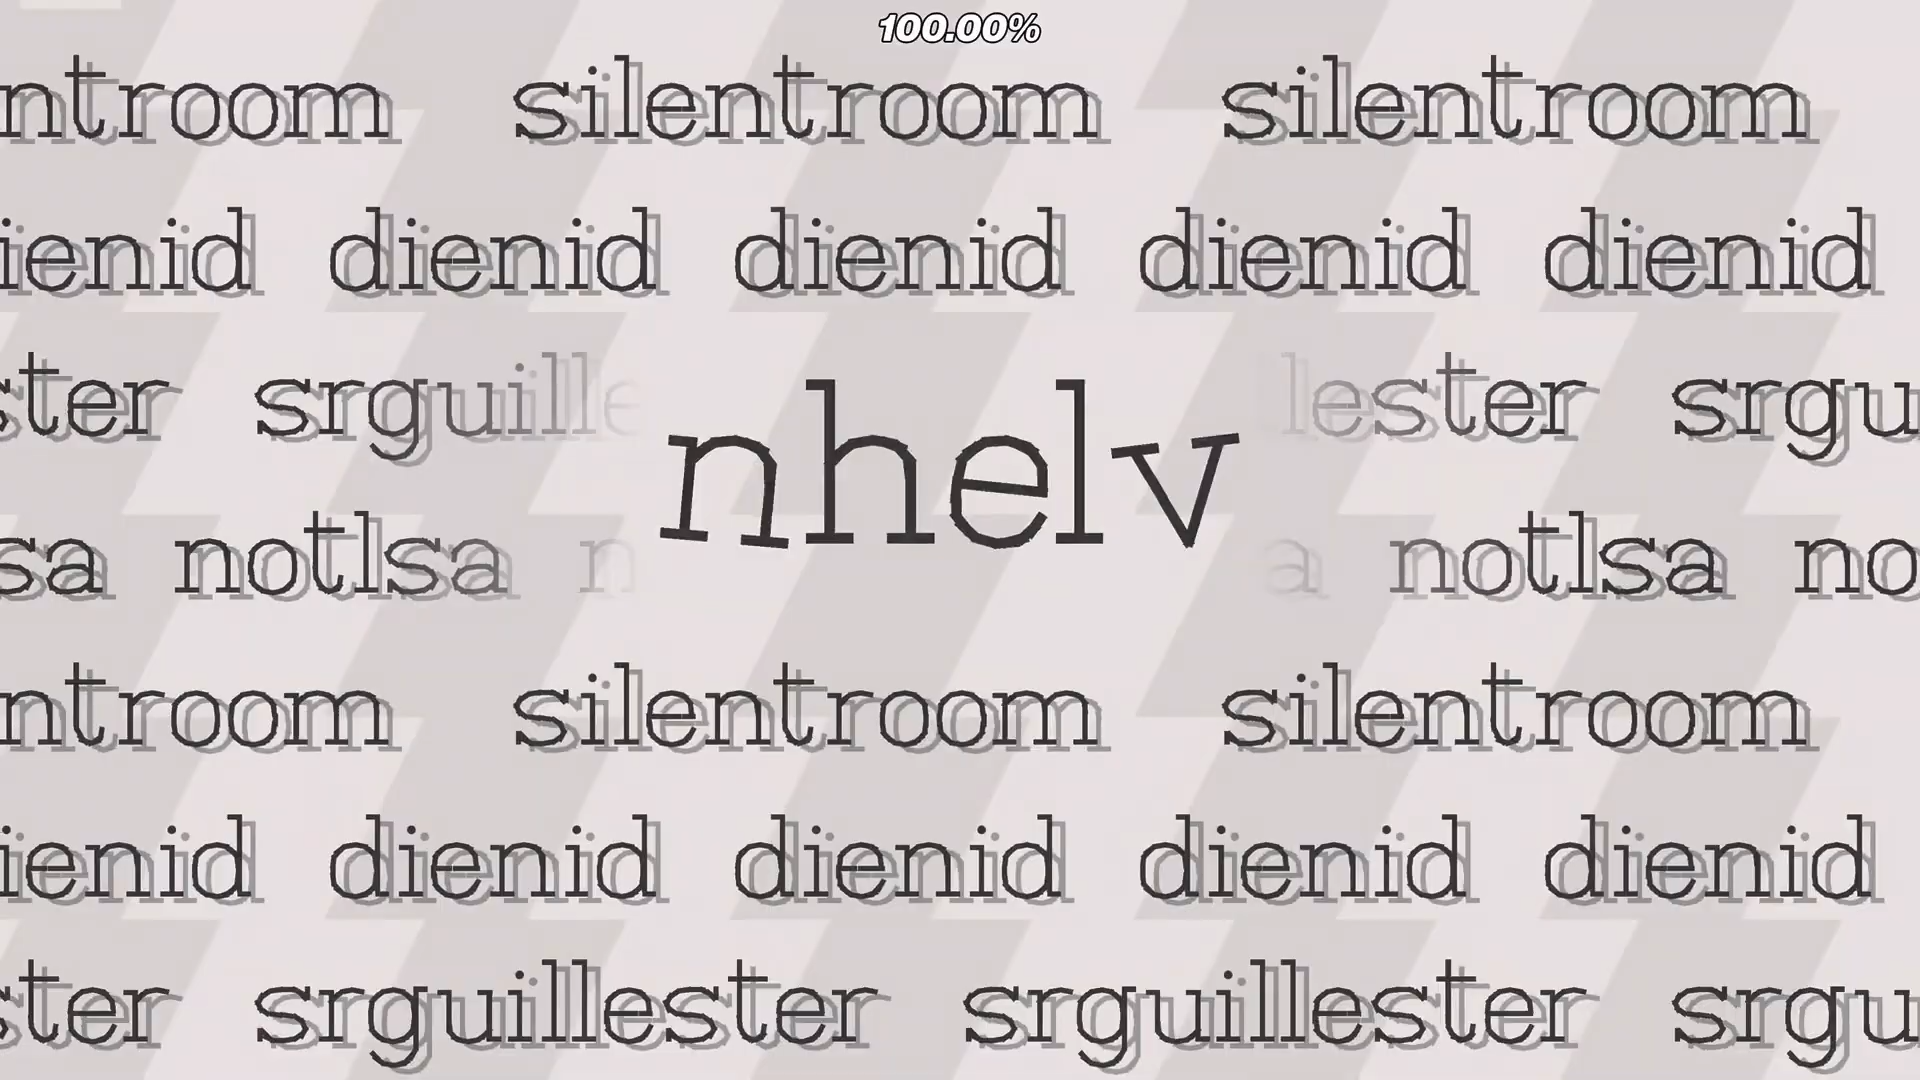 100.00%
ntroom silentroom silentroom
ienid dienid dienid dienid dienid
ster srguille lester srgu
nhelv
sa notlsa n a notlsa no
ntroom silentroom silentroom
ienid dienid dienid dienid dienid
ster srguillester srguillester srgu